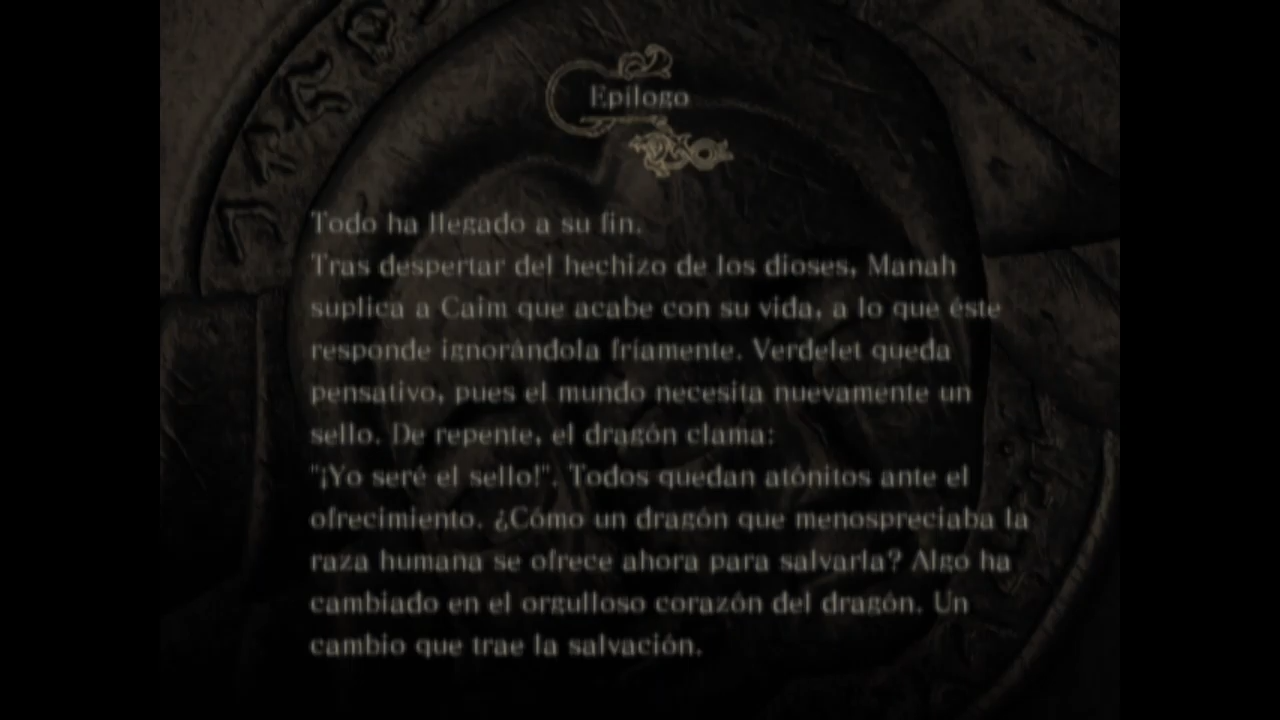 Epílogo
Todo ha llegado a su fin.
Tras despertar del hechizo de los dioses, Manah
suplica a Caim que acabe con su vida, a lo que éste
responde ignorándola fríamente. Verdelet queda
pensativo, pues el mundo necesita nuevamente un
sello. De repente, el dragón clama:
"¡Yo seré el sello!". Todos quedan atónitos ante el
ofrecimiento. ¿Cómo un dragón que menospreciaba la
raza humana se ofrece ahora para salvarla? Algo ha
cambiado en el orgulloso corazón del dragón. Un
cambio que trae la salvación.